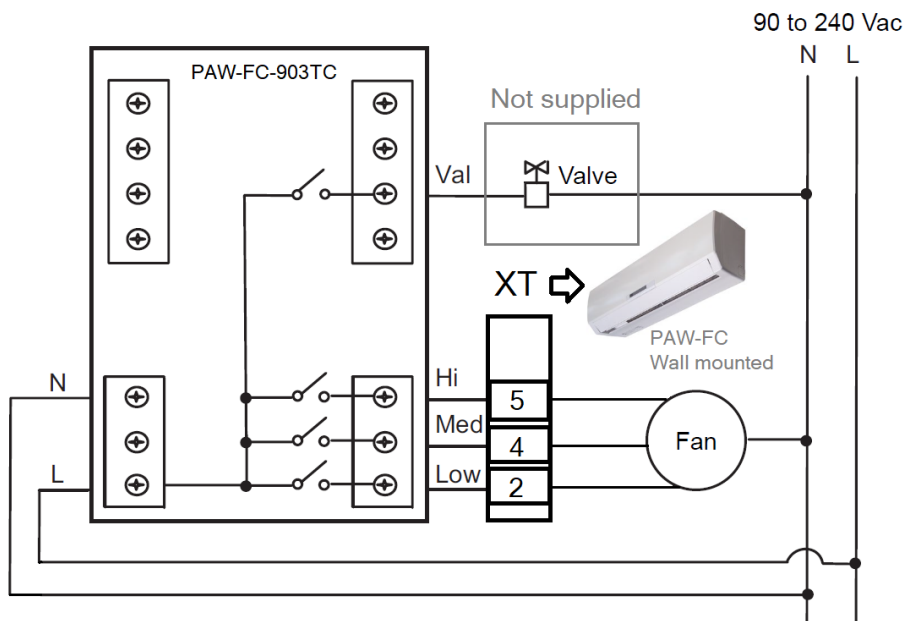 90 to 240 Vac
N L
PAW-FC-903TC
Not supplied
Val
Valve
XT
PAW-FC
Wall mounted
N
Hi
5
Med
4
Fan
L
Low
2